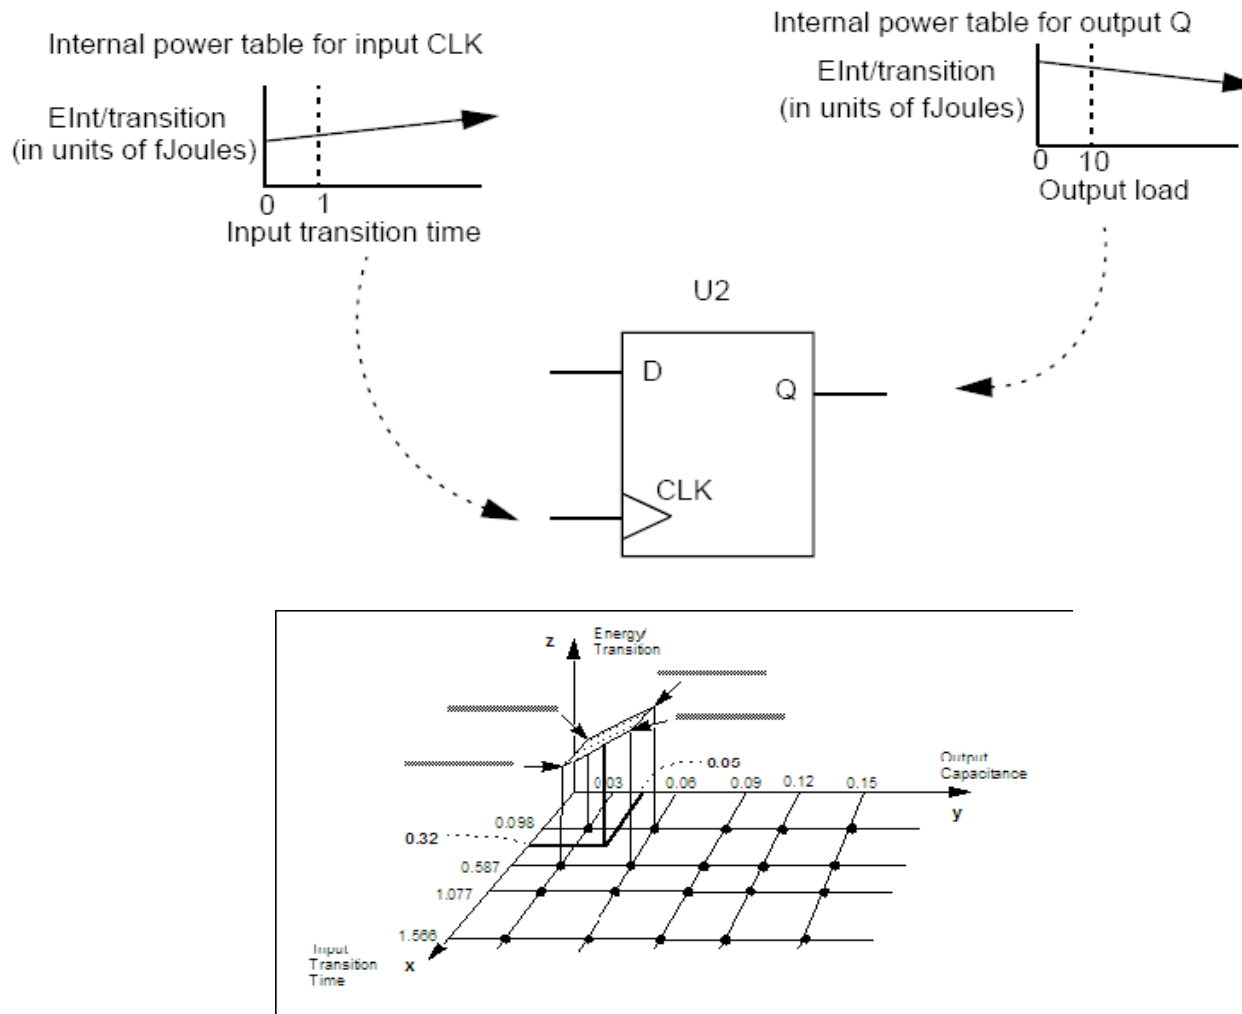 Internal power table for input CLK
EInt/transition
(in units of fJoules)
0 1
Input transition time
Internal power table for output Q
EInt/transition
(in units of fJoules)
0 10
Output load
U2
D
Q
CLK
z
Energy/
Transition
0.05
0.03 0.06 0.09 0.12 0.15
Output
Capacitance
y
0.098
0.32
0.587
1.077
1.566
x
Input
Transition
Time